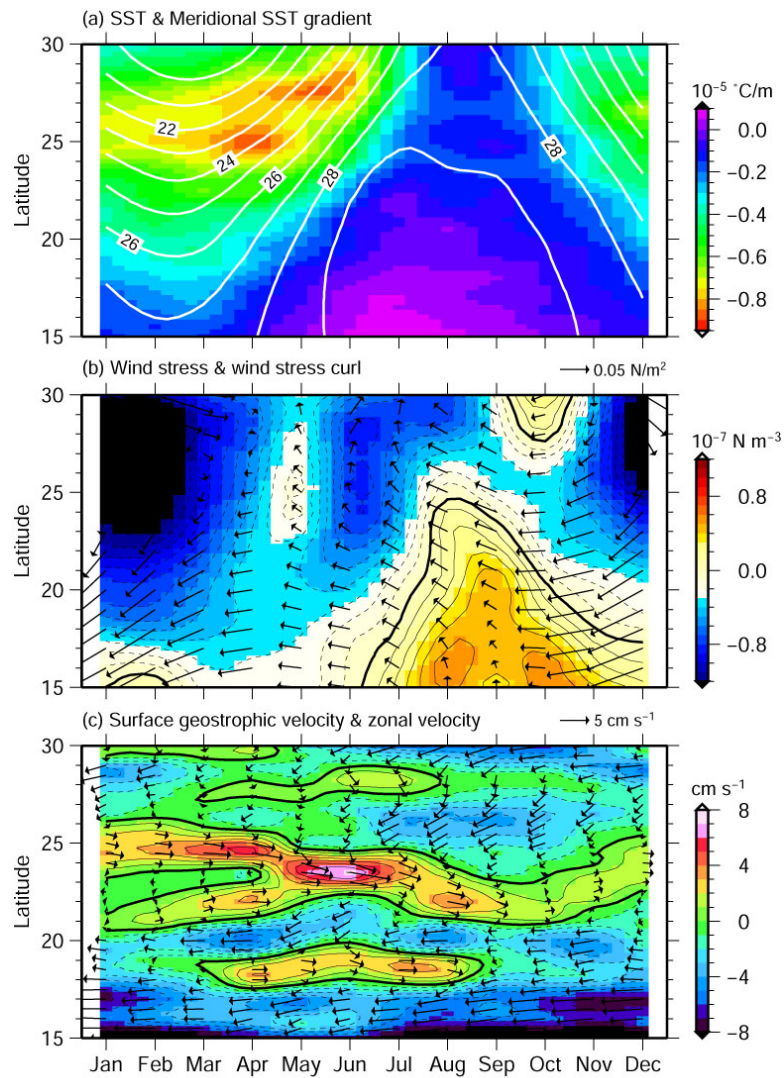 (a) SST & Meridional SST gradient
30
25
20
15
Latitude
22
24
26
28
26
28
10⁻⁵ °C/m
0.0
−0.2
−0.4
−0.6
−0.8
(b) Wind stress & wind stress curl
0.05 N/m²
30
25
20
15
Latitude
10⁻⁷ N m⁻³
0.8
0.0
−0.8
(c) Surface geostrophic velocity & zonal velocity
5 cm s⁻¹
30
25
20
15
Latitude
cm s⁻¹
8
4
0
−4
−8
Jan Feb Mar Apr May Jun Jul Aug Sep Oct Nov Dec